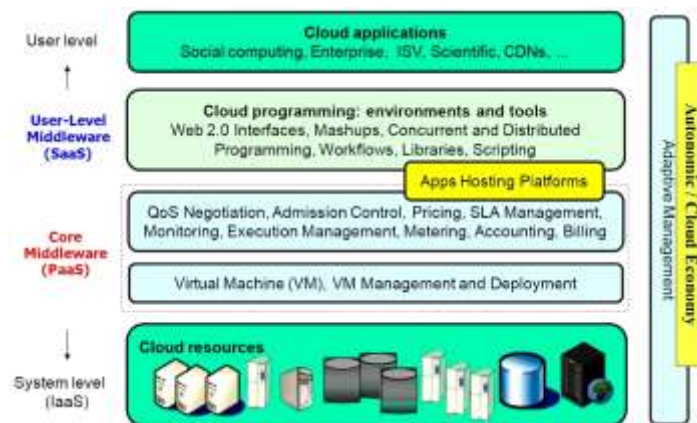 User level
Cloud applications
Social computing, Enterprise, ISV, Scientific, CDNs, ...
User-Level
Middleware
(SaaS)
Cloud programming: environments and tools
Web 2.0 Interfaces, Mashups, Concurrent and Distributed
Programming, Workflows, Libraries, Scripting
Apps Hosting Platforms
Core
Middleware
(PaaS)
QoS Negotiation, Admission Control, Pricing, SLA Management,
Monitoring, Execution Management, Metering, Accounting, Billing
Virtual Machine (VM), VM Management and Deployment
System level
(IaaS)
Cloud resources
Adaptive Management
Autonomic / Cloud Economy